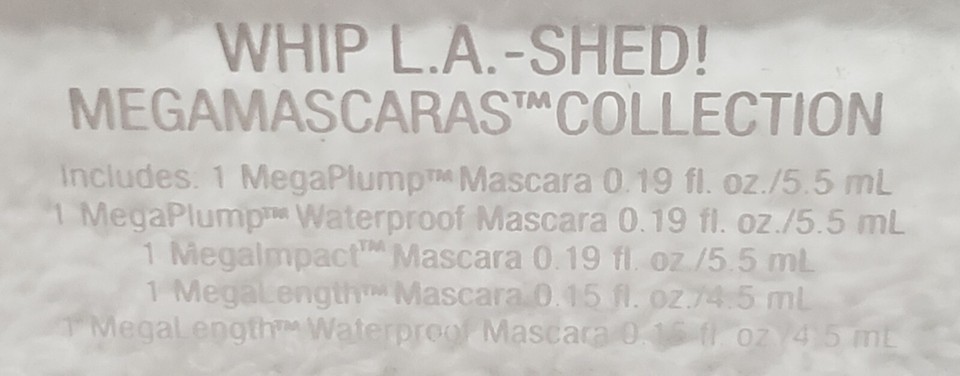 WHIP L.A.-SHED!
MEGAMASCARAS™ COLLECTION
Includes: 1 MegaPlump™ Mascara 0.19 fl. oz./5.5 mL
1 MegaPlump™ Waterproof Mascara 0.19 fl. oz./5.5 mL
1 MegaImpact™ Mascara 0.19 fl. oz./5.5 mL
1 MegaLength™ Mascara 0.15 fl. oz./4.5 mL
1 MegaLength™ Waterproof Mascara 0.15 fl. oz./4.5 mL